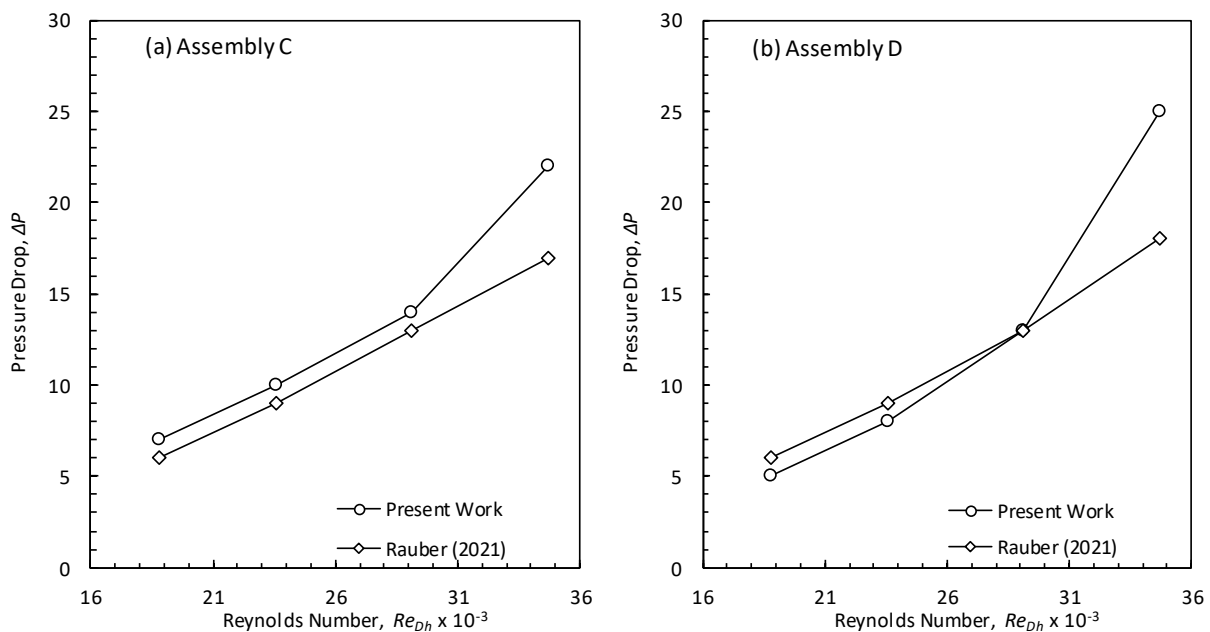 (a) Assembly C
30
25
20
15
10
5
0
Pressure Drop, ΔP
Present Work
Rauber (2021)
16 21 26 31 36
Reynolds Number, Re_Dh x 10⁻³
(b) Assembly D
30
25
20
15
10
5
0
Pressure Drop, ΔP
Present Work
Rauber (2021)
16 21 26 31 36
Reynolds Number, Re_Dh x 10⁻³